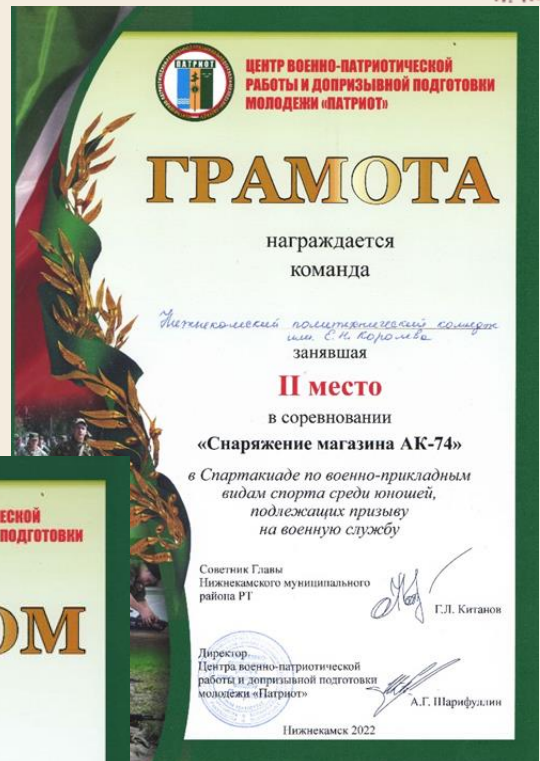 ПАТРИОТ
ЦЕНТР ВОЕННО-ПАТРИОТИЧЕСКОЙ
РАБОТЫ И ДОПРИЗЫВНОЙ ПОДГОТОВКИ
МОЛОДЕЖИ «ПАТРИОТ»
ГРАМОТА
награждается
команда
Нижнекамский политехнический колледж
им. Е.Н. Королева
занявшая
II место
в соревновании
«Снаряжение магазина АК-74»
в Спартакиаде по военно-прикладным
видам спорта среди юношей,
подлежащих призыву
на военную службу
Советник Главы
Нижнекамского муниципального
района РТ
Г.Л. Китанов
Директор
Центра военно-патриотической
работы и допризывной подготовки
молодежи «Патриот»
А.Г. Шарифуллин
Нижнекамск 2022
ЕСКОЙ
ПОДГОТОВКИ
ОМ